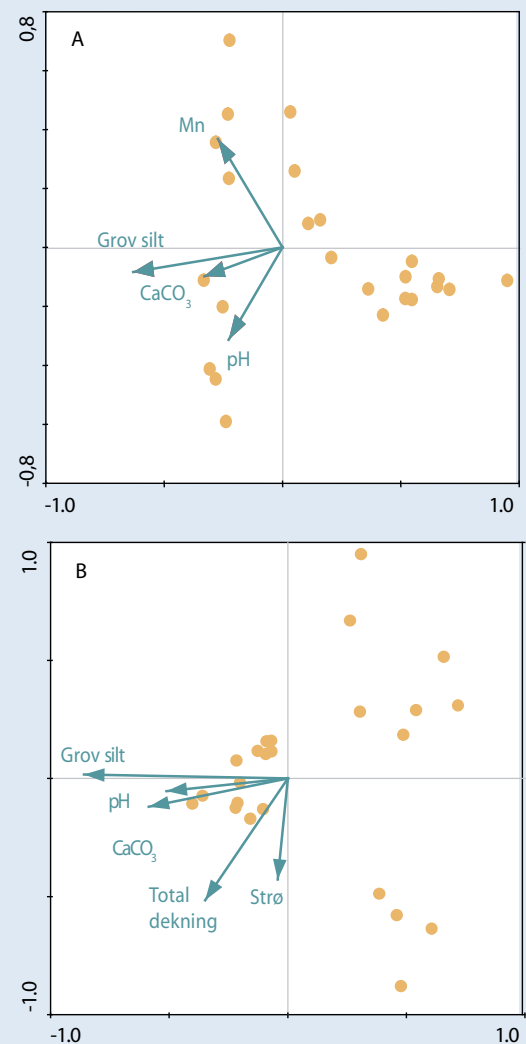 0,8
A
Mn
Grov silt
CaCO₃
pH
-0,8
-1.0
1.0
1.0
B
Grov silt
pH
CaCO₃
Total
dekning
Strø
-1.0
-1.0
1.0